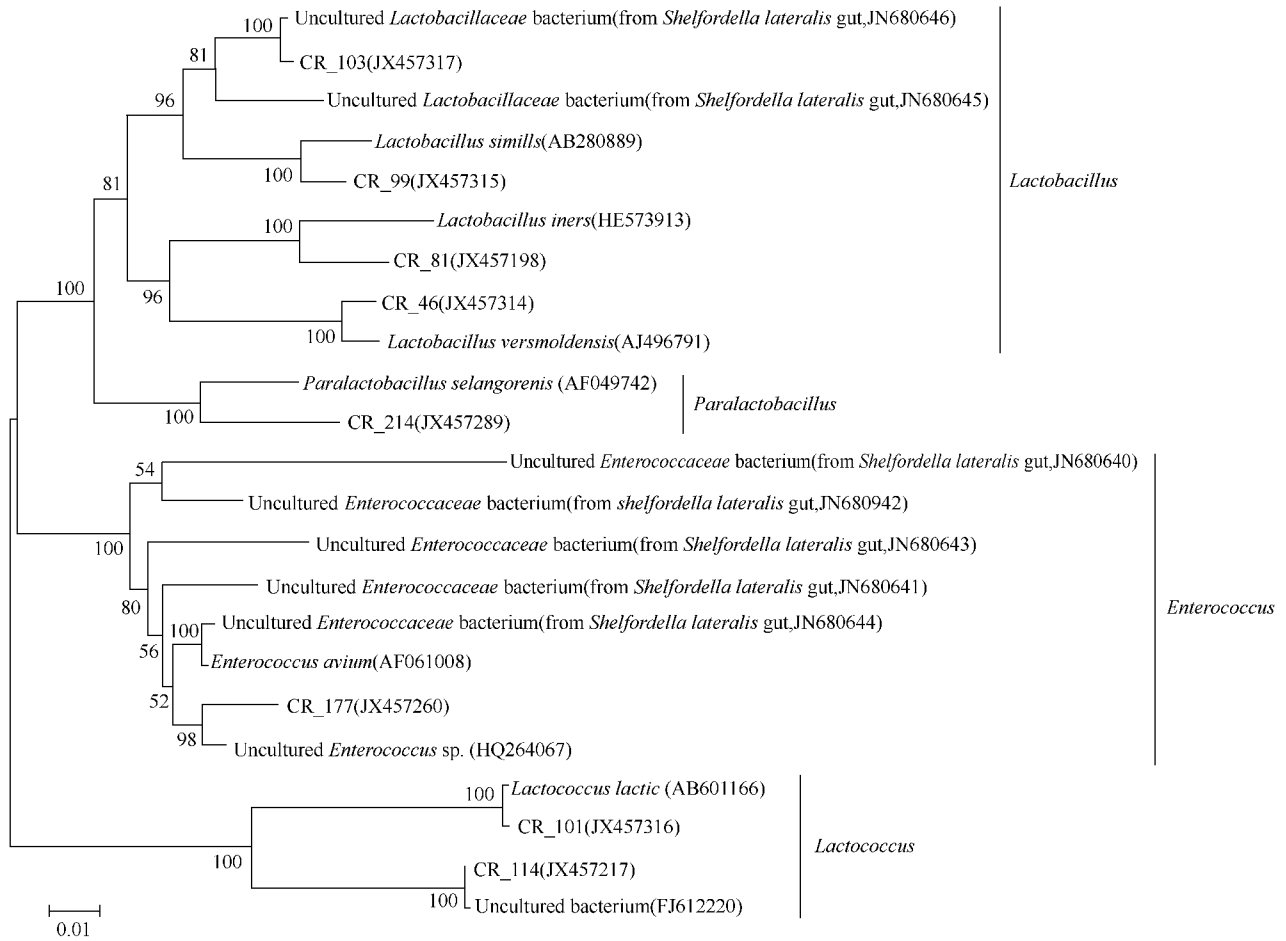 Uncultured Lactobacillaceae bacterium(from Shelfordella lateralis gut,JN680646)
100
CR_103(JX457317)
81
Uncultured Lactobacillaceae bacterium(from Shelfordella lateralis gut,JN680645)
96
Lactobacillus simills(AB280889)
100
CR_99(JX457315)
Lactobacillus
81
Lactobacillus iners(HE573913)
100
CR_81(JX457198)
100
96
CR_46(JX457314)
100
Lactobacillus versmoldensis(AJ496791)
Paralactobacillus selangorenis (AF049742)
100
Paralactobacillus
CR_214(JX457289)
54
Uncultured Enterococcaceae bacterium(from Shelfordella lateralis gut,JN680640)
Uncultured Enterococcaceae bacterium(from shelfordella lateralis gut,JN680942)
100
Uncultured Enterococcaceae bacterium(from Shelfordella lateralis gut,JN680643)
Uncultured Enterococcaceae bacterium(from Shelfordella lateralis gut,JN680641)
80
Enterococcus
Uncultured Enterococcaceae bacterium(from Shelfordella lateralis gut,JN680644)
100
56
Enterococcus avium(AF061008)
52
CR_177(JX457260)
98
Uncultured Enterococcus sp. (HQ264067)
Lactococcus lactic (AB601166)
100
CR_101(JX457316)
Lactococcus
100
CR_114(JX457217)
100
Uncultured bacterium(FJ612220)
0.01